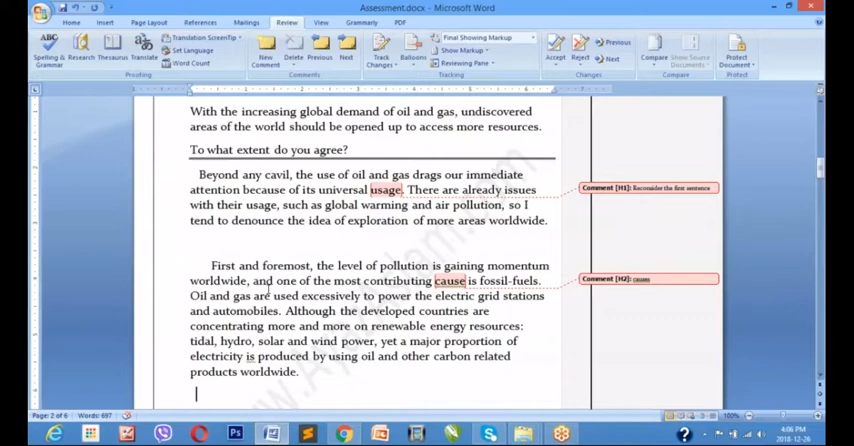 Assessment.docx - Microsoft Word
Home Insert Page Layout References Mailings Review View Grammarly PDF
Spelling & Grammar
Research
Thesaurus
Translate
Translation ScreenTip
Set Language
Word Count
Proofing
New Comment
Delete
Previous
Next
Comments
Track Changes
Balloons
Final Showing Markup
Show Markup
Reviewing Pane
Tracking
Accept
Reject
Previous
Next
Changes
Compare
Show Source Documents
Compare
Protect Document
Protect
With the increasing global demand of oil and gas, undiscovered
areas of the world should be opened up to access more resources.
To what extent do you agree?
Beyond any cavil, the use of oil and gas drags our immediate
attention because of its universal usage. There are already issues
with their usage, such as global warming and air pollution, so I
tend to denounce the idea of exploration of more areas worldwide.
Comment [H1]: Reconsider the first sentence
First and foremost, the level of pollution is gaining momentum
worldwide, and one of the most contributing cause is fossil-fuels.
Oil and gas are used excessively to power the electric grid stations
and automobiles. Although the developed countries are
concentrating more and more on renewable energy resources:
tidal, hydro, solar and wind power, yet a major proportion of
electricity is produced by using oil and other carbon related
products worldwide.
Comment [H2]: causes
Page: 2 of 6 Words: 697
100%
4:06 PM
2018-12-26